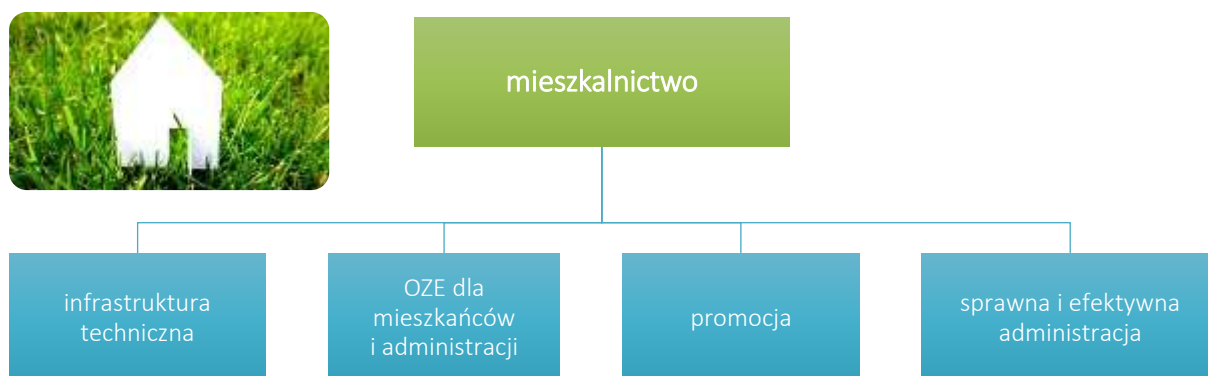 mieszkalnictwo
infrastruktura
techniczna
OZE dla
mieszkańców
i administracji
promocja
sprawna i efektywna
administracja